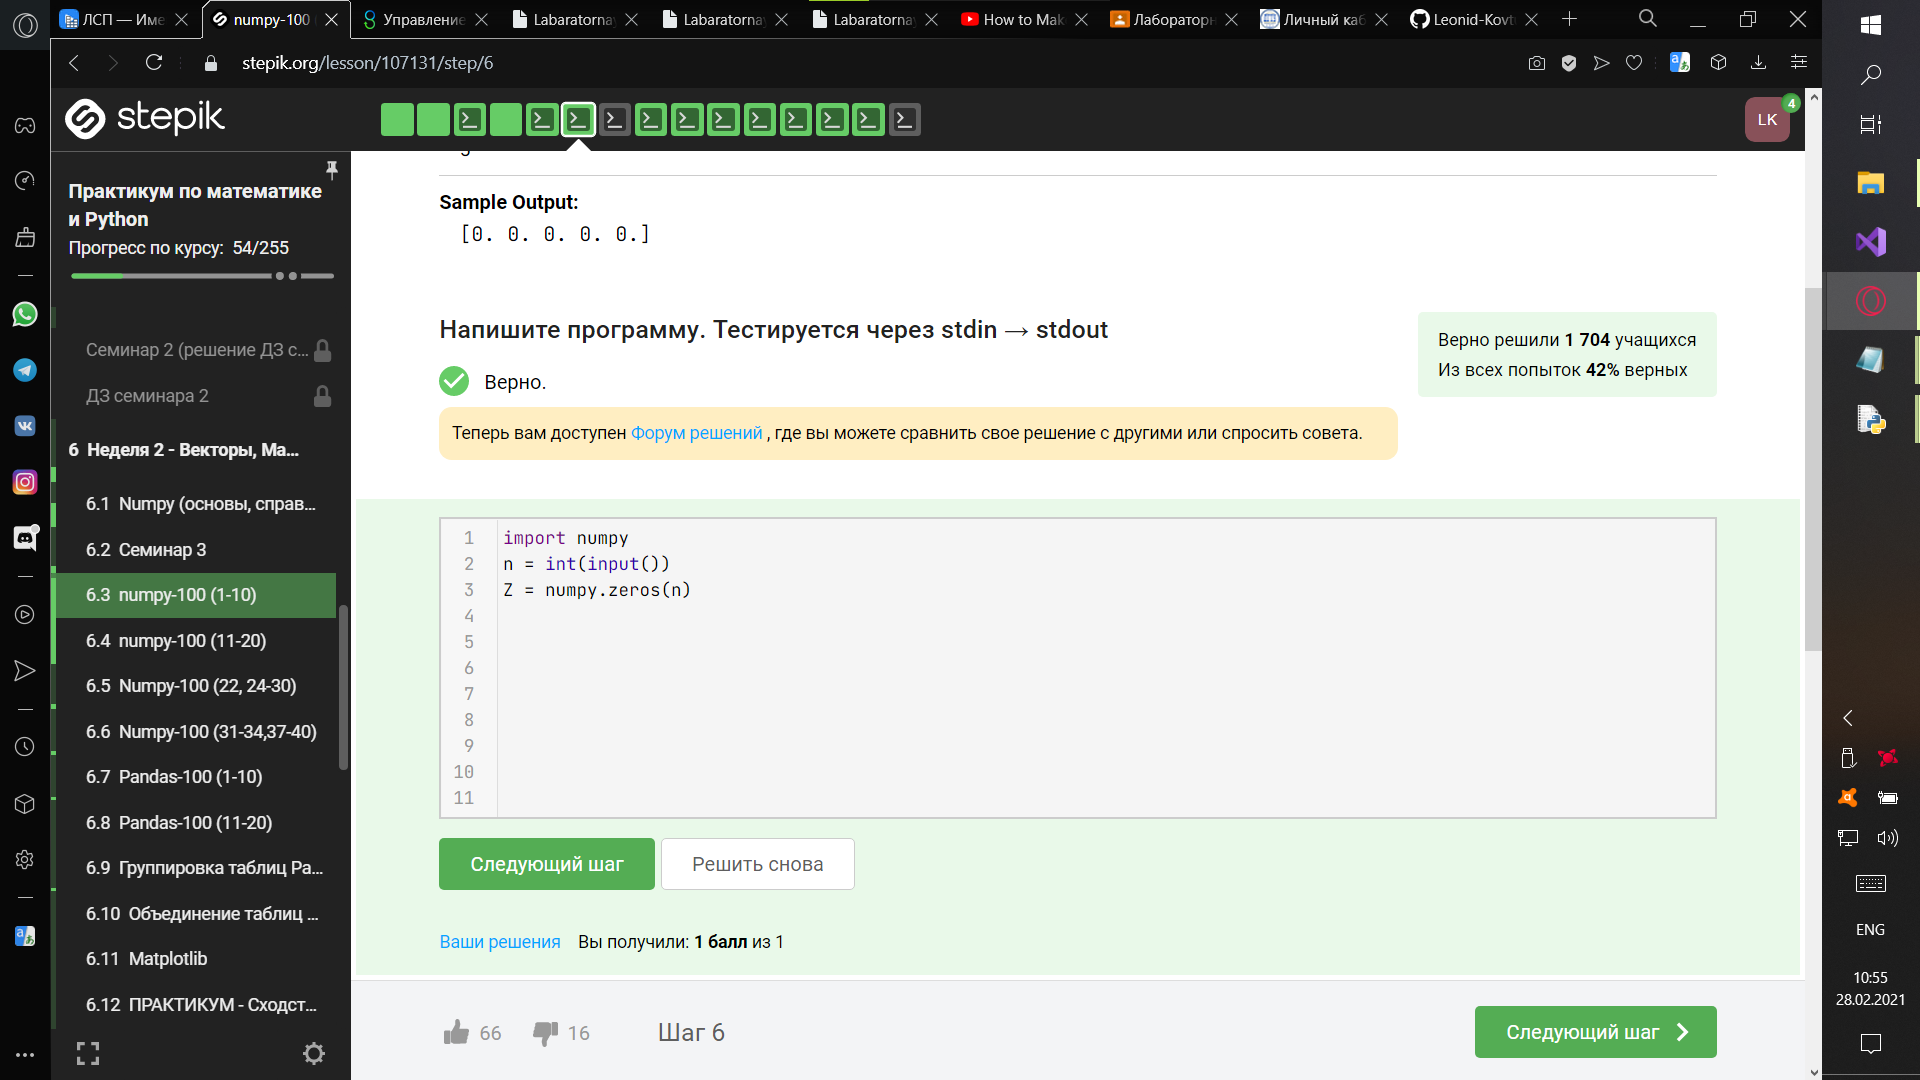 ЛСП — Име
numpy-100
Управление
Labaratorna
Labaratorna
Labaratorna
How to Mak
Лаборатор
Личный каб
Leonid-Kovt
stepik.org/lesson/107131/step/6
stepik
LK
4
Практикум по математике
и Python
Прогресс по курсу: 54/255
Семинар 2 (решение ДЗ с...
ДЗ семинара 2
6 Неделя 2 - Векторы, Ма...
6.1 Numpy (основы, справ...
6.2 Семинар 3
6.3 numpy-100 (1-10)
6.4 numpy-100 (11-20)
6.5 Numpy-100 (22, 24-30)
6.6 Numpy-100 (31-34,37-40)
6.7 Pandas-100 (1-10)
6.8 Pandas-100 (11-20)
6.9 Группировка таблиц Pa...
6.10 Объединение таблиц ...
6.11 Matplotlib
6.12 ПРАКТИКУМ - Сходст...
Sample Output:
[0. 0. 0. 0. 0.]
Напишите программу. Тестируется через stdin → stdout
Верно решили 1 704 учащихся
Из всех попыток 42% верных
Верно.
Теперь вам доступен Форум решений , где вы можете сравнить свое решение с другими или спросить совета.
1 import numpy
2 n = int(input())
3 Z = numpy.zeros(n)
4
5
6
7
8
9
10
11
Следующий шаг
Решить снова
Ваши решения Вы получили: 1 балл из 1
66
16
Шаг 6
Следующий шаг
ENG
10:55
28.02.2021